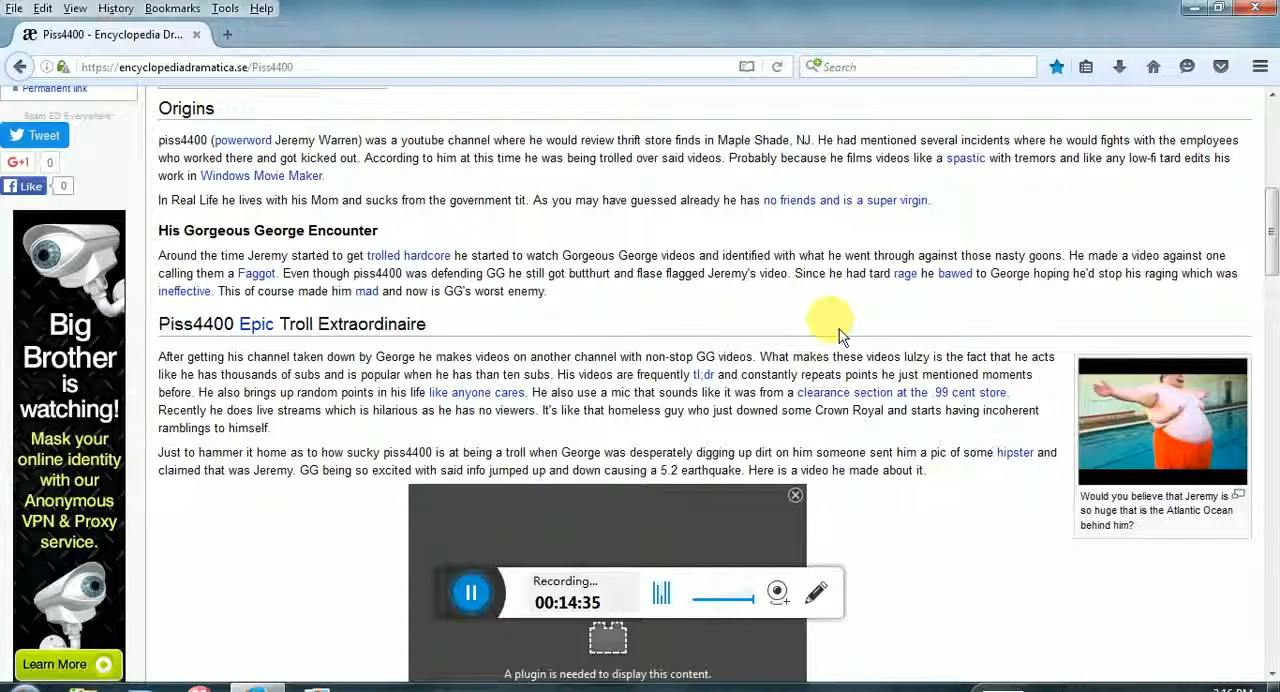 File Edit View History Bookmarks Tools Help
æ Piss4400 - Encyclopedia Dr...
https://encyclopediadramatica.se/Piss4400
Search
Permanent link
Spam ED Everywhere
Tweet
G+1 0
Like 0
Big
Brother
is
watching!
Mask your
online identity
with our
Anonymous
VPN & Proxy
service.
Learn More
Origins
piss4400 (powerword Jeremy Warren) was a youtube channel where he would review thrift store finds in Maple Shade, NJ. He had mentioned several incidents where he would fights with the employees
who worked there and got kicked out. According to him at this time he was being trolled over said videos. Probably because he films videos like a spastic with tremors and like any low-fi tard edits his
work in Windows Movie Maker.
In Real Life he lives with his Mom and sucks from the government tit. As you may have guessed already he has no friends and is a super virgin.
His Gorgeous George Encounter
Around the time Jeremy started to get trolled hardcore he started to watch Gorgeous George videos and identified with what he went through against those nasty goons. He made a video against one
calling them a Faggot. Even though piss4400 was defending GG he still got butthurt and flase flagged Jeremy's video. Since he had tard rage he bawed to George hoping he'd stop his raging which was
ineffective. This of course made him mad and now is GG's worst enemy.
Piss4400 Epic Troll Extraordinaire
After getting his channel taken down by George he makes videos on another channel with non-stop GG videos. What makes these videos lulzy is the fact that he acts
like he has thousands of subs and is popular when he has than ten subs. His videos are frequently tl;dr and constantly repeats points he just mentioned moments
before. He also brings up random points in his life like anyone cares. He also use a mic that sounds like it was from a clearance section at the .99 cent store.
Recently he does live streams which is hilarious as he has no viewers. It's like that homeless guy who just downed some Crown Royal and starts having incoherent
ramblings to himself.
Just to hammer it home as to how sucky piss4400 is at being a troll when George was desperately digging up dirt on him someone sent him a pic of some hipster and
claimed that was Jeremy. GG being so excited with said info jumped up and down causing a 5.2 earthquake. Here is a video he made about it.
Would you believe that Jeremy is
so huge that is the Atlantic Ocean
behind him?
Recording...
00:14:35
A plugin is needed to display this content.